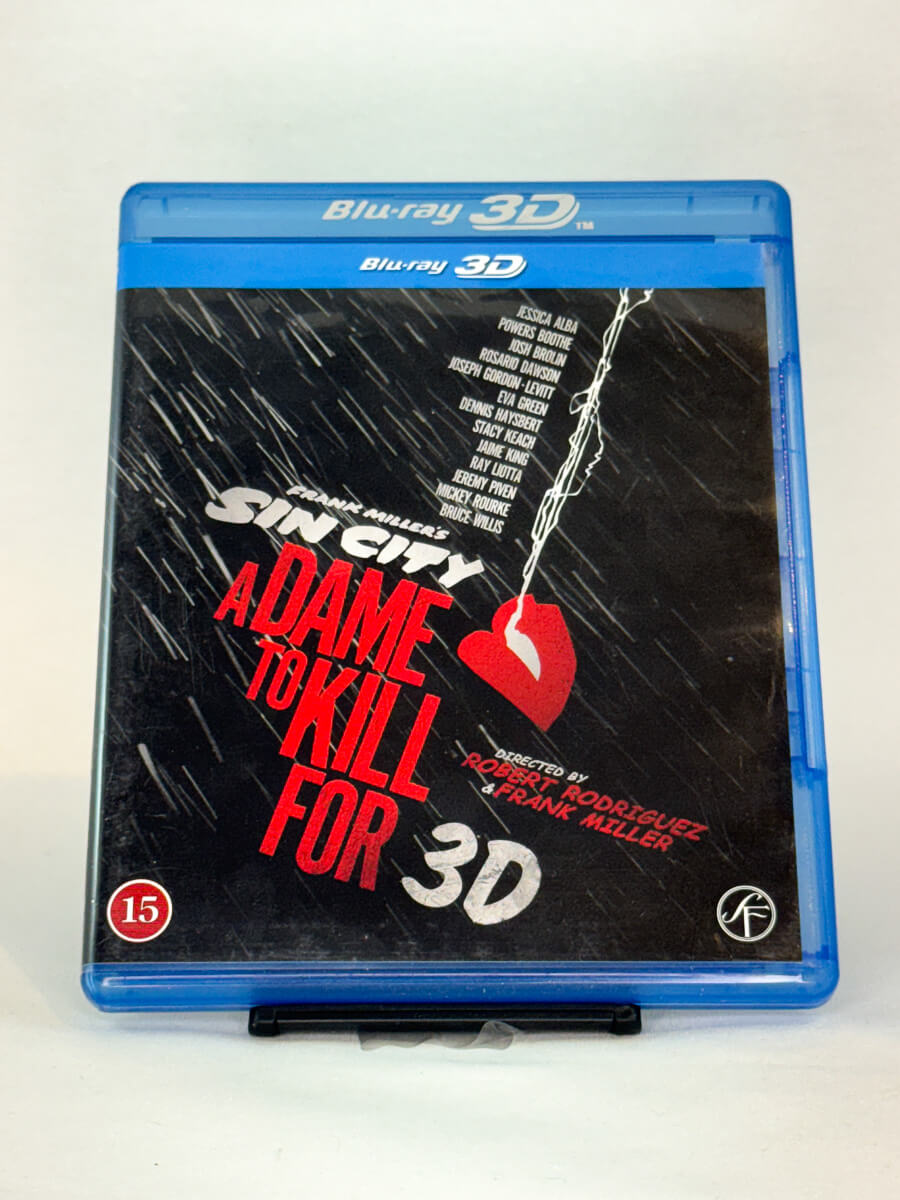 Blu-ray 3D™
Blu-ray 3D
JESSICA ALBA
POWERS BOOTHE
JOSH BROLIN
ROSARIO DAWSON
JOSEPH GORDON-LEVITT
EVA GREEN
DENNIS HAYSBERT
STACY KEACH
JAIME KING
RAY LIOTTA
JEREMY PIVEN
MICKEY ROURKE
BRUCE WILLIS
FRANK MILLER'S
SIN CITY
A DAME
TO KILL
FOR 3D
DIRECTED BY
ROBERT RODRIGUEZ
& FRANK MILLER
15
SF